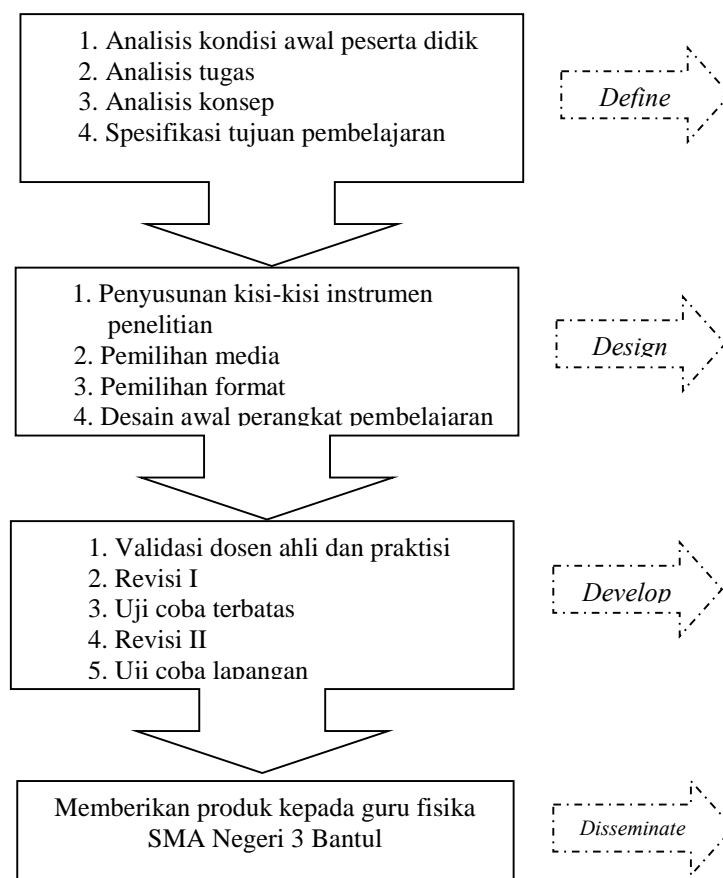 1. Analisis kondisi awal peserta didik
2. Analisis tugas
3. Analisis konsep
4. Spesifikasi tujuan pembelajaran
Define
1. Penyusunan kisi-kisi instrumen
penelitian
2. Pemilihan media
3. Pemilihan format
4. Desain awal perangkat pembelajaran
Design
1. Validasi dosen ahli dan praktisi
2. Revisi I
3. Uji coba terbatas
4. Revisi II
5. Uji coba lapangan
Develop
Memberikan produk kepada guru fisika
SMA Negeri 3 Bantul
Disseminate